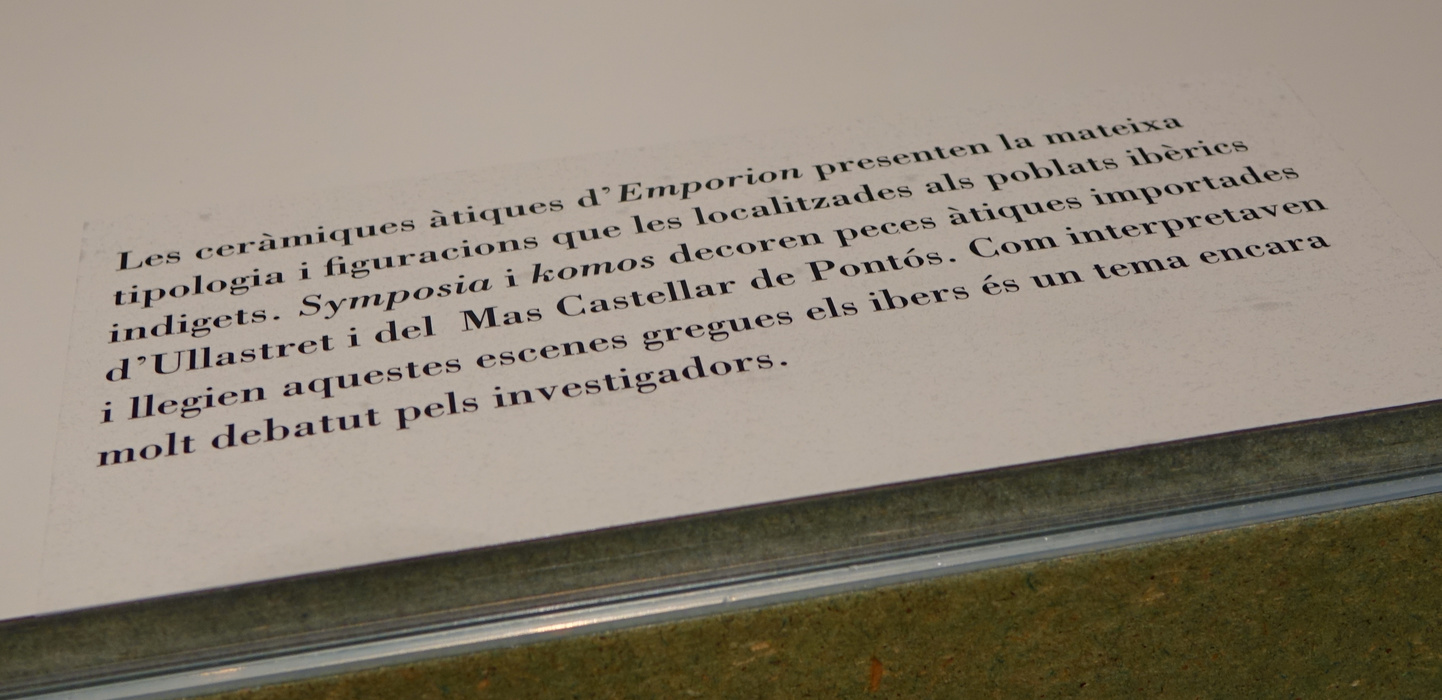 Les ceràmiques àtiques d’Emporion presenten la mateixa
tipologia i figuracions que les localitzades als poblats ibèrics
indigets. Symposia i komos decoren peces àtiques importades
d’Ullastret i del Mas Castellar de Pontós. Com interpretaven
i llegien aquestes escenes gregues els ibers és un tema encara
molt debatut pels investigadors.